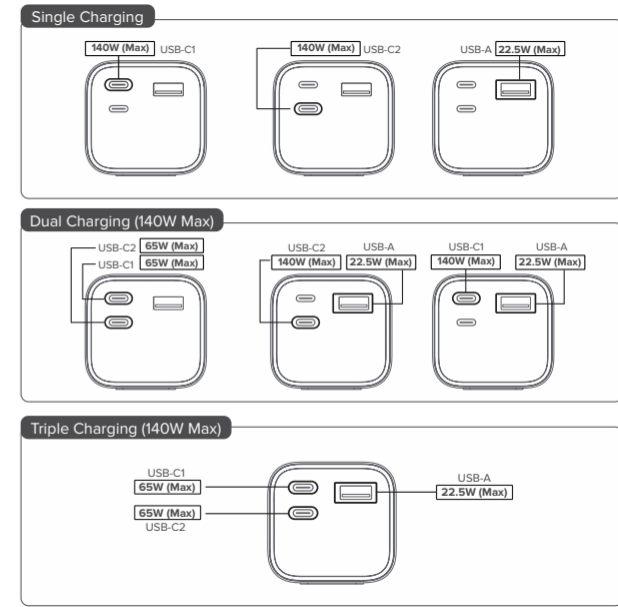 Single Charging
140W (Max) USB-C1
140W (Max) USB-C2
USB-A 22.5W (Max)
Dual Charging (140W Max)
USB-C2 65W (Max)
USB-C1 65W (Max)
USB-C2 USB-A
140W (Max) 22.5W (Max)
USB-C1 USB-A
140W (Max) 22.5W (Max)
Triple Charging (140W Max)
USB-C1
65W (Max)
65W (Max)
USB-C2
USB-A
22.5W (Max)